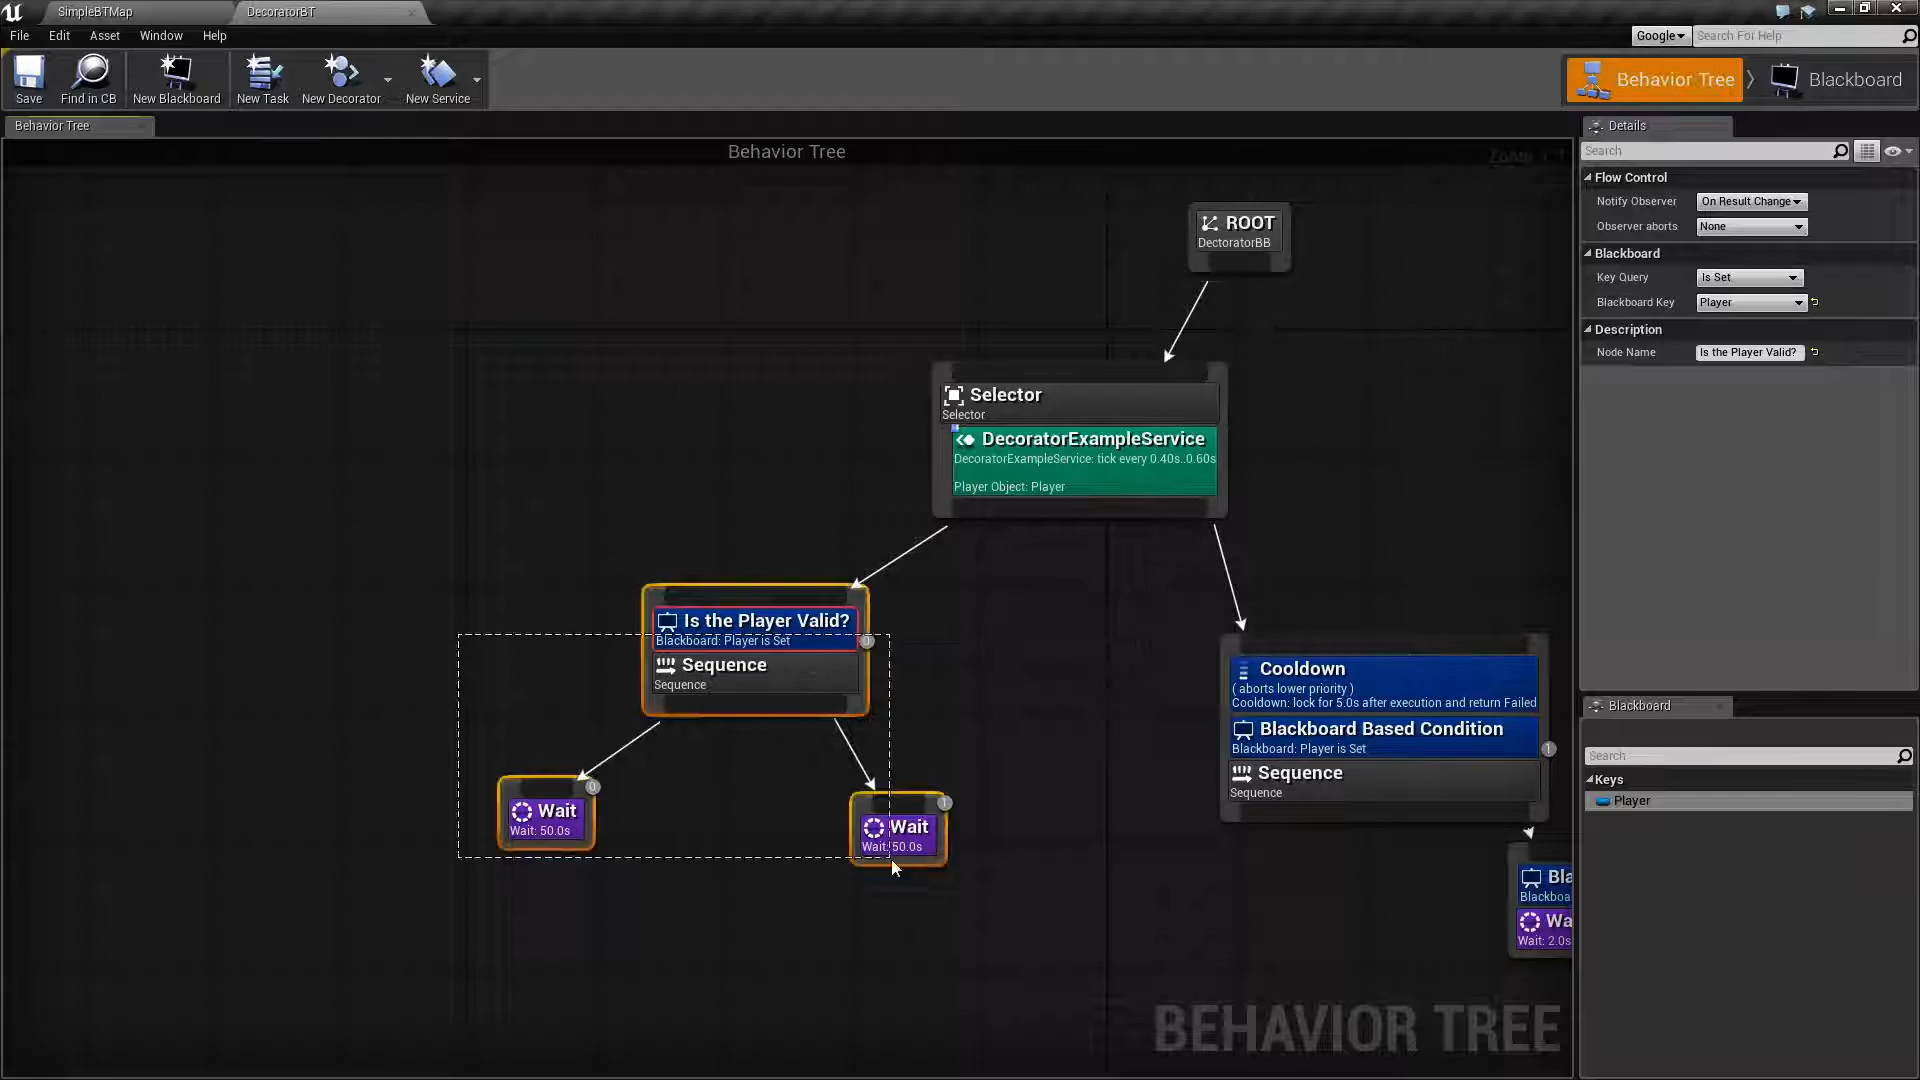 SimpleBTMap
DecoratorBT
File Edit Asset Window Help
Google
Search For Help
Save
Find in CB
New Blackboard
New Task
New Decorator
New Service
Behavior Tree
Blackboard
Behavior Tree
Behavior Tree
ROOT
DectoratorBB
Selector
Selector
DecoratorExampleService
DecoratorExampleService: tick every 0.40s..0.60s
Player Object: Player
Is the Player Valid?
Blackboard: Player is Set
0
Sequence
Sequence
0
Wait
Wait: 50.0s
1
Wait
Wait: 50.0s
Cooldown
( aborts lower priority )
Cooldown: lock for 5.0s after execution and return Failed
Blackboard Based Condition
Blackboard: Player is Set
1
Sequence
Sequence
Bla
Blackboa
Wa
Wait: 2.0s
BEHAVIOR TREE
Details
Search
Flow Control
Notify Observer On Result Change
Observer aborts None
Blackboard
Key Query Is Set
Blackboard Key Player
Description
Node Name Is the Player Valid?
Blackboard
Search
Keys
Player